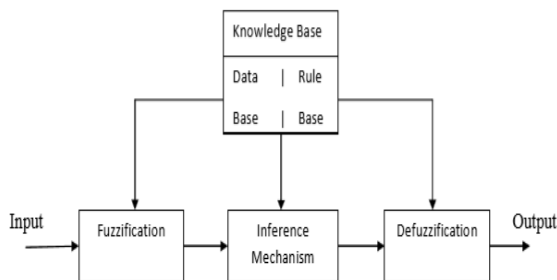 Knowledge Base
Data | Rule
Base | Base
Input
Fuzzification
Inference
Mechanism
Defuzzification
Output